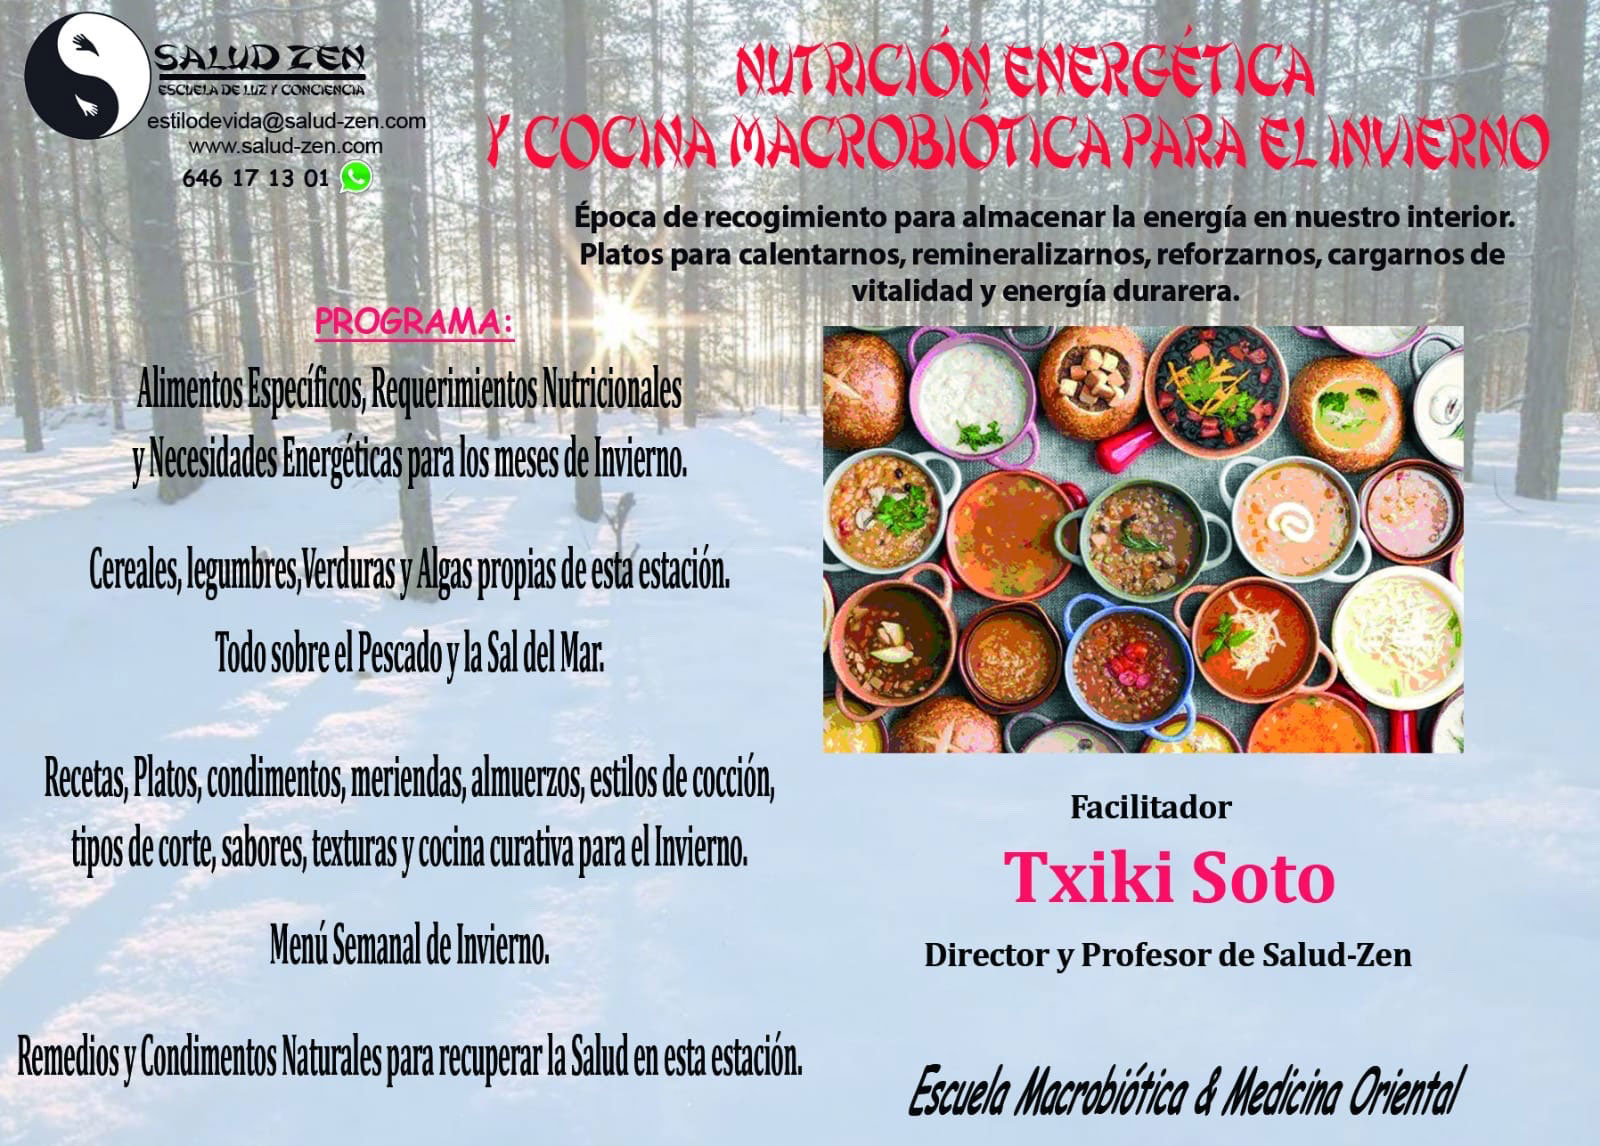 SALUD ZEN
ESCUELA DE LUZ Y CONCIENCIA
estilodevida@salud-zen.com
www.salud-zen.com
646 17 13 01
NUTRICIÓN ENERGÉTICA
Y COCINA MACROBIÓTICA PARA EL INVIERNO
Época de recogimiento para almacenar la energía en nuestro interior.
Platos para calentarnos, remineralizarnos, reforzarnos, cargarnos de
vitalidad y energía durarera.
PROGRAMA:
Alimentos Específicos, Requerimientos Nutricionales
y Necesidades Energéticas para los meses de Invierno.
Cereales, legumbres,Verduras y Algas propias de esta estación.
Todo sobre el Pescado y la Sal del Mar.
Recetas, Platos, condimentos, meriendas, almuerzos, estilos de cocción,
tipos de corte, sabores, texturas y cocina curativa para el Invierno.
Menú Semanal de Invierno.
Remedios y Condimentos Naturales para recuperar la Salud en esta estación.
Facilitador
Txiki Soto
Director y Profesor de Salud-Zen
Escuela Macrobiótica & Medicina Oriental